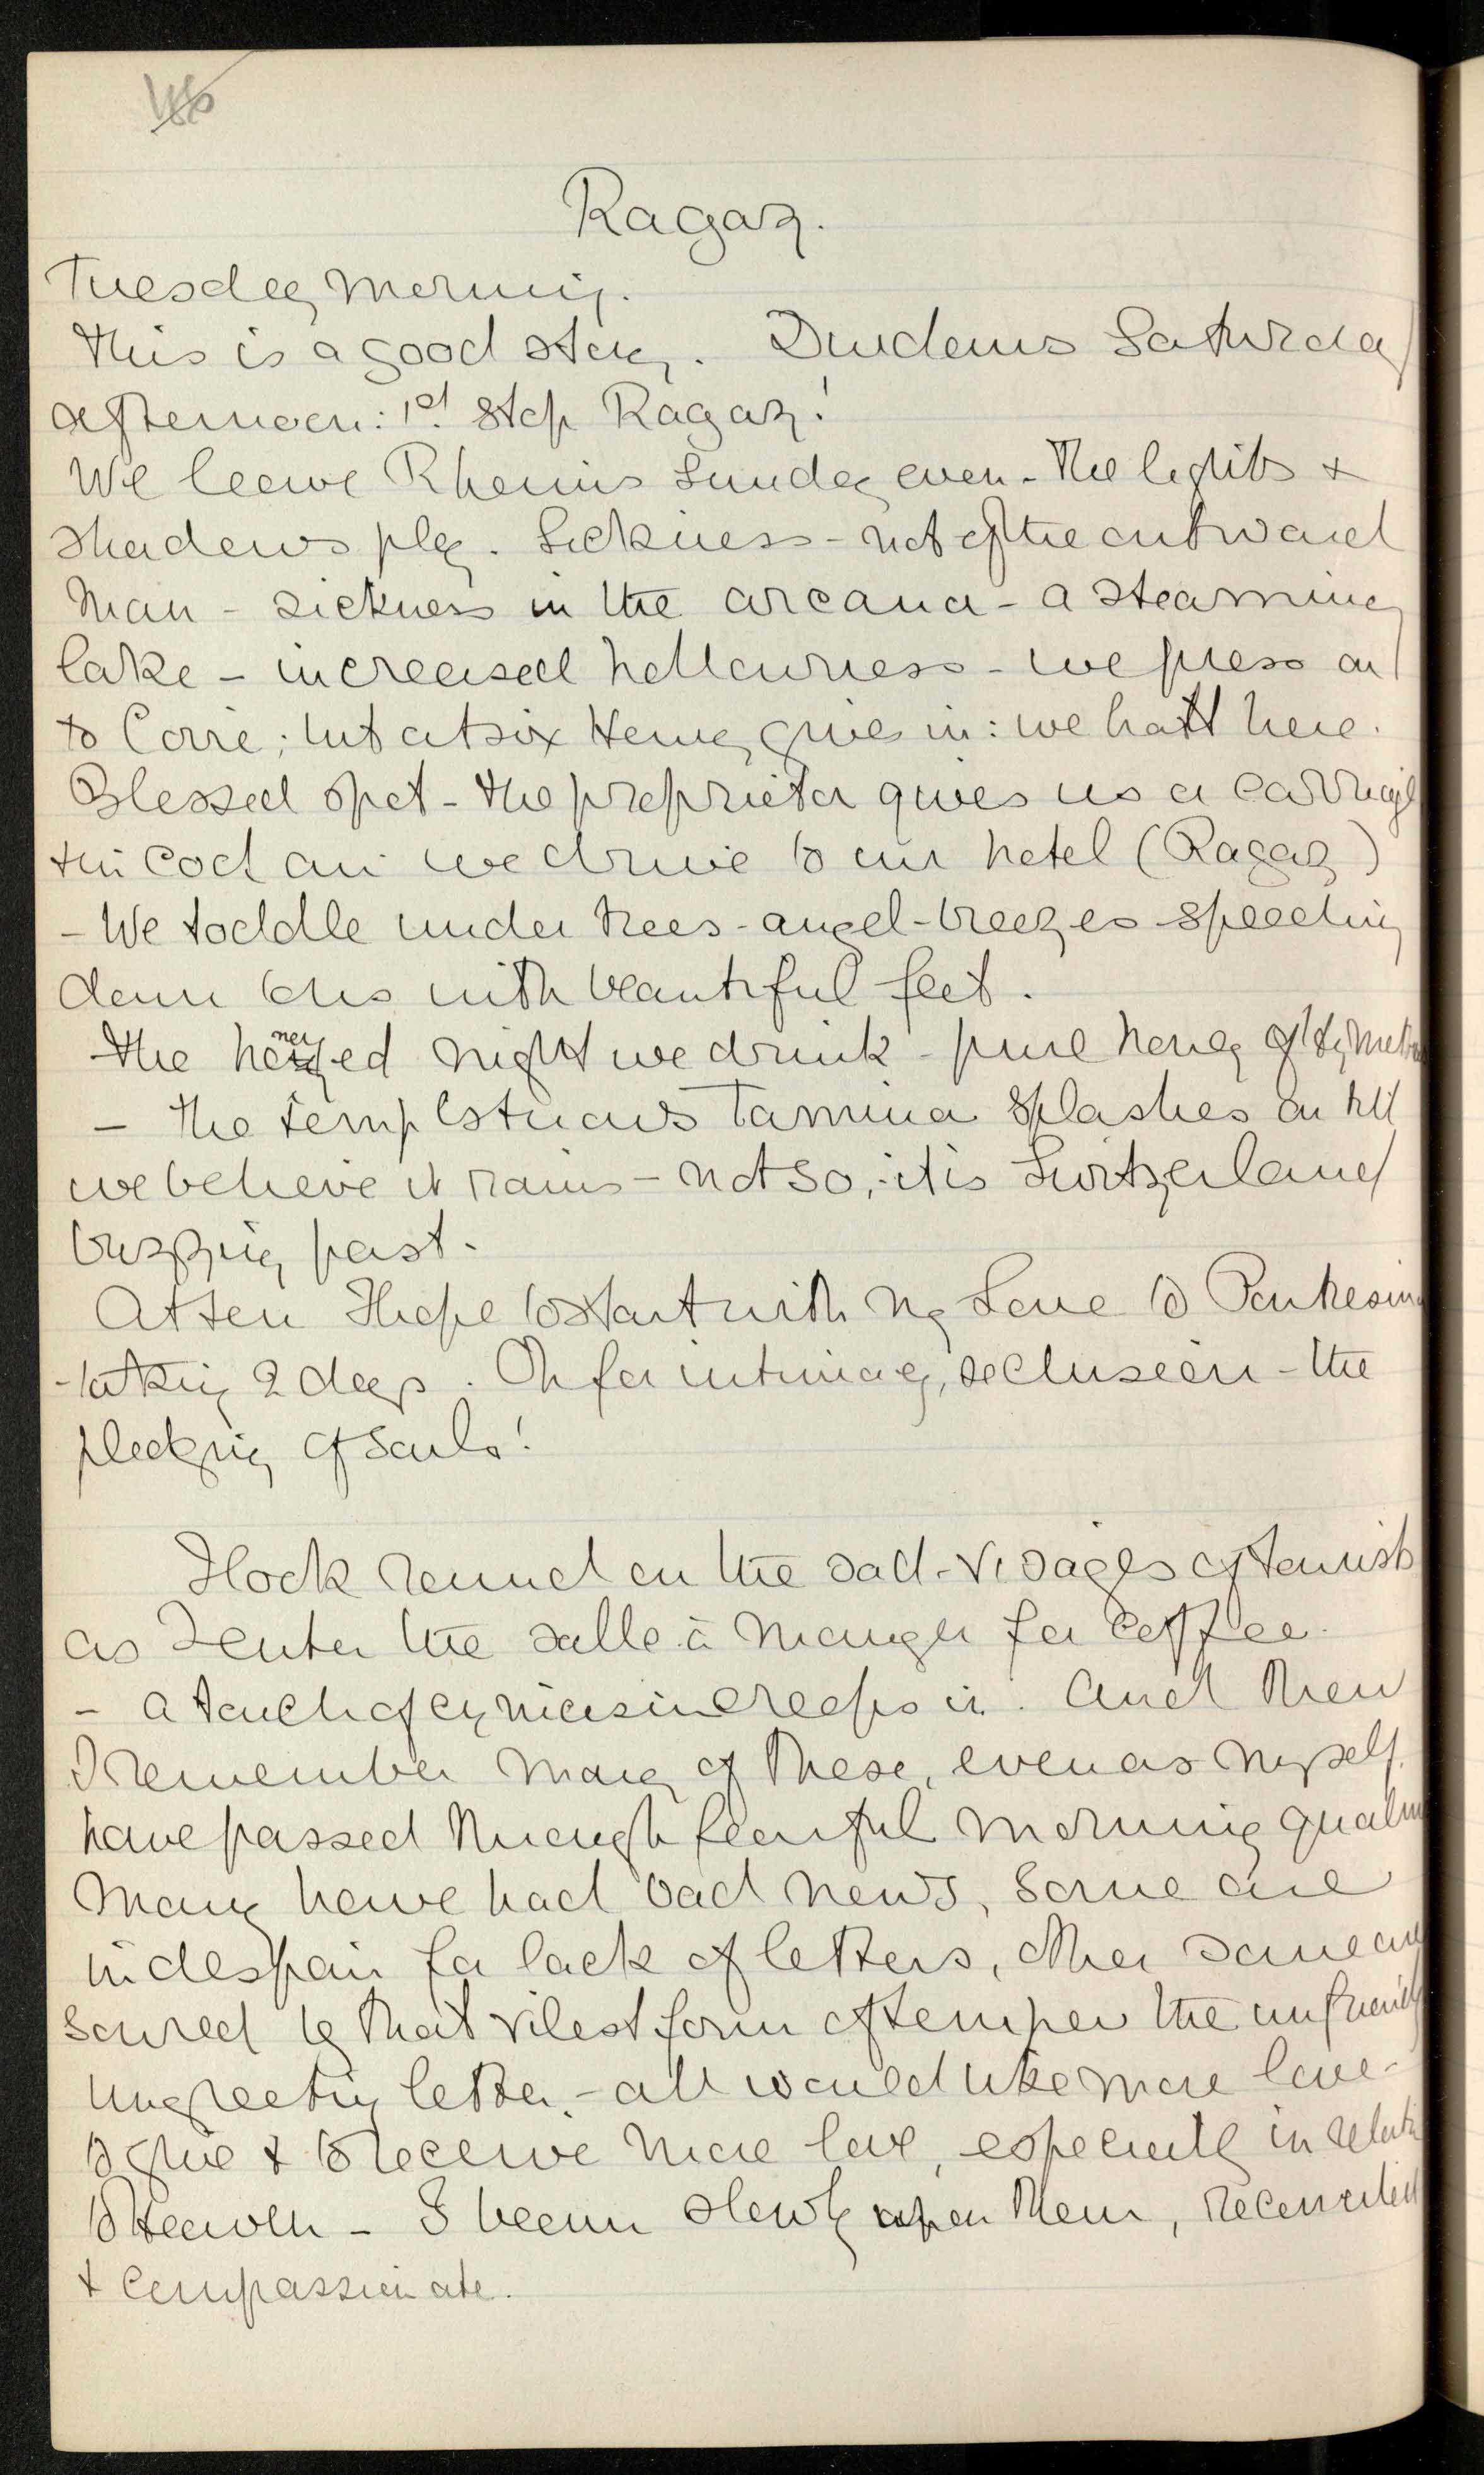 Ragaz.
Tuesday morning.
This is a good story. Durdans Saturday
afternoon: 1st stop Ragaz!
We leave Rheims Sunday even. The lights &
shadows play. Sickness - not of the outward
man - sickness in the arcana - a steaming
lake - increased hollowness - we press on
to Coire; but at six Henry gives in: we halt here.
Blessed spot - the proprietor gives us a carriage
& in cool air we drive to our hotel (Ragaz)
- We toddle under trees - angel-breezes speeding
down to us with beautiful feet.
The honeyed night we drink - pure honey of Hymettus
- the tempestuous Tamina splashes on till
we believe it rains - not so, it is Switzerland
buzzing past.
At ten I hope to start with my Love to Pontresina
- taking 2 days. Oh for intimacy, seclusion - the
pledging of souls!
I look round on the sad visages of tourists
as I enter the salle à manger for coffee.
- a touch of cynicism creeps in. And then
I remember many of these, even as myself,
have passed through fearful morning qualms
Many have had bad news, some are
in despair for lack of letters, other some are
soured by that vilest form of temper the unfriendly
ungreeting letter - all would like more love -
to give & to receive more love, especially in relation
to Heaven - I beam slowly upon them, reconciled
& compassionate.